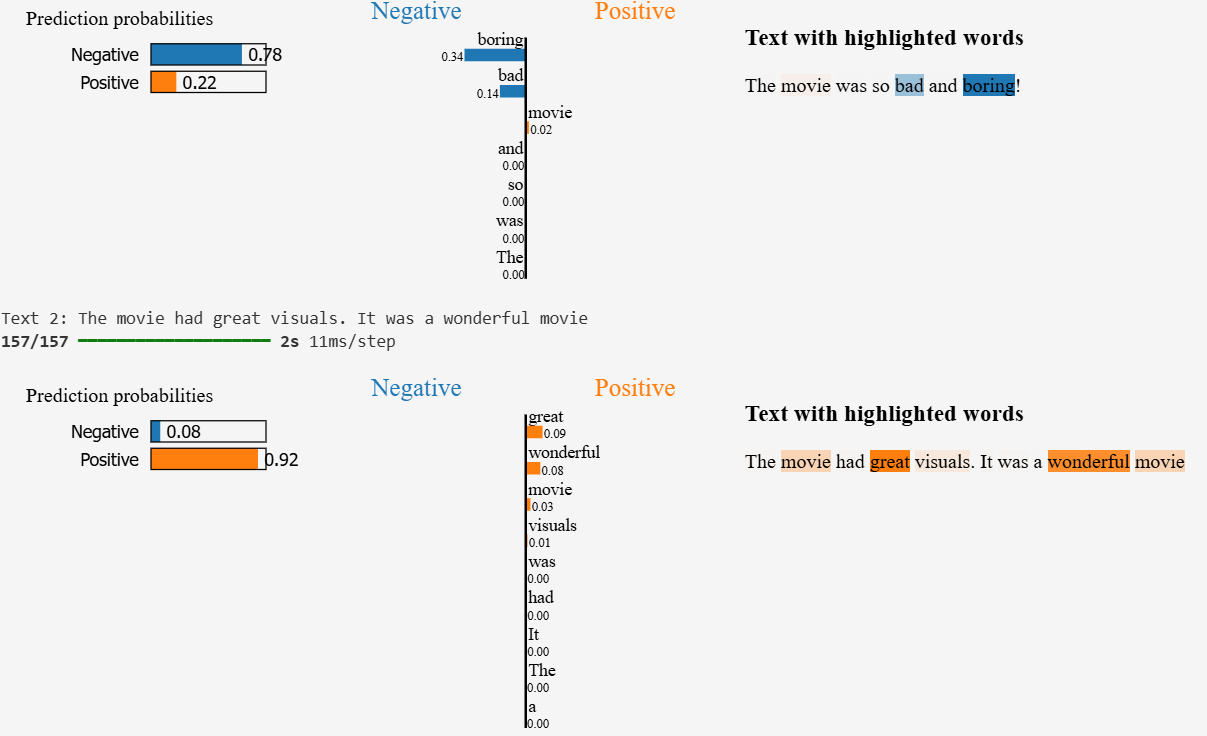 Prediction probabilities
Negative 0.78
Positive 0.22
Negative Positive
boring
0.34
bad
0.14
movie
0.02
and
0.00
so
0.00
was
0.00
The
0.00
Text with highlighted words
The movie was so bad and boring!
Text 2: The movie had great visuals. It was a wonderful movie
157/157 2s 11ms/step
Prediction probabilities
Negative 0.08
Positive 0.92
Negative Positive
great
0.09
wonderful
0.08
movie
0.03
visuals
0.01
was
0.00
had
0.00
It
0.00
The
0.00
a
0.00
Text with highlighted words
The movie had great visuals. It was a wonderful movie